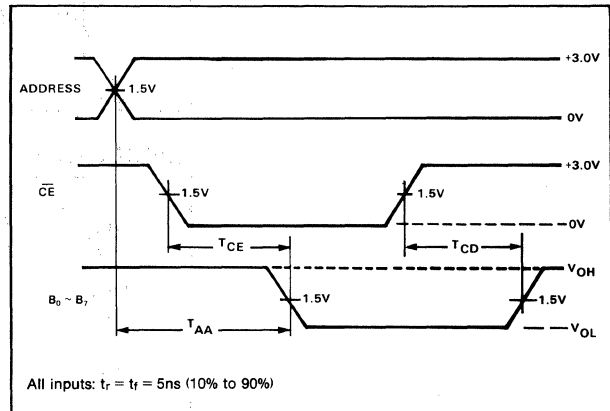 +3.0V
ADDRESS
1.5V
0V
+3.0V
CE
1.5V
1.5V
0V
TCE
TCD
VOH
B0 ~ B7
1.5V
1.5V
TAA
VOL
All inputs: tr = tf = 5ns (10% to 90%)